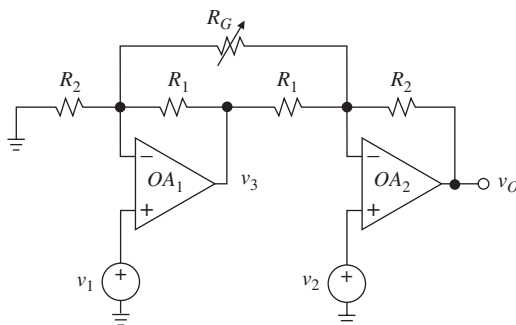 R_G
R_2 R_1 R_1 R_2
− OA_1 + v_3
− OA_2 + v_O
v_1 +
v_2 +